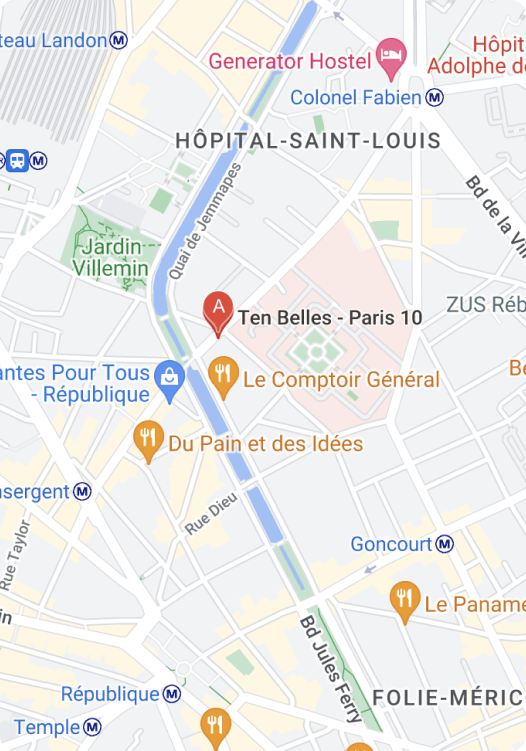 teau Landon M
Generator Hostel
Hôpit
Adolphe de
Colonel Fabien M
HÔPITAL-SAINT-LOUIS
M
Quai de Jemmapes
Bd de la Vill
Jardin
Villemin
A
Ten Belles - Paris 10
ZUS Réb
antes Pour Tous
- République
Le Comptoir Général
Be
Du Pain et des Idées
nsergent M
Rue Dieu
Rue Taylor
Goncourt M
Le Paname
in
Bd Jules Ferry
République M
FOLIE-MÉRIC
Temple M